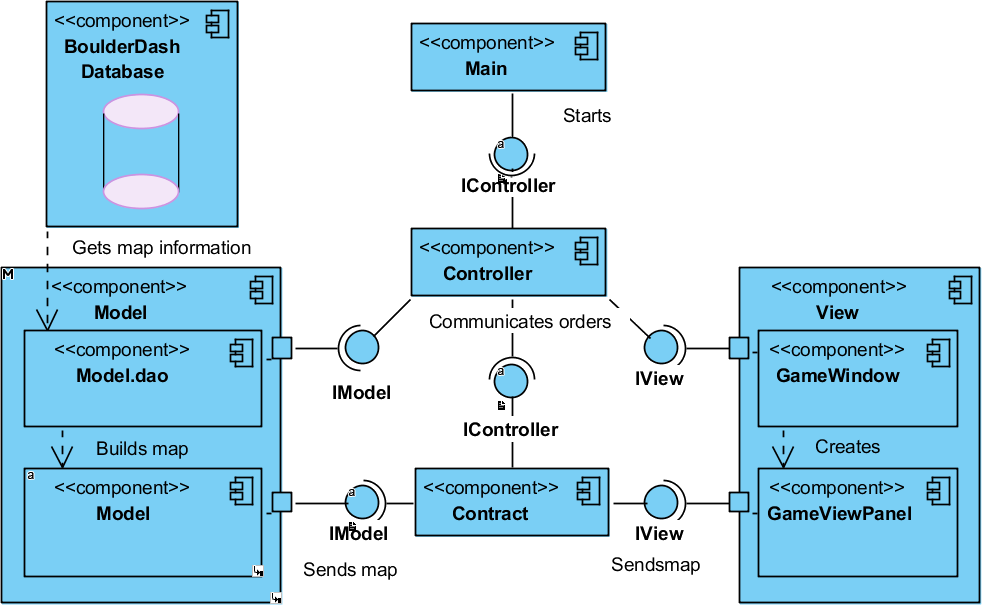 <<component>>
BoulderDash
Database
<<component>>
Main
Starts
a
IController
Gets map information
<<component>>
Controller
M
<<component>>
Model
<<component>>
View
Communicates orders
<<component>>
Model.dao
IModel
a
IController
IView
<<component>>
GameWindow
Builds map
Creates
a
<<component>>
Model
a
IModel
Sends map
<<component>>
Contract
IView
Sendsmap
<<component>>
GameViewPanel